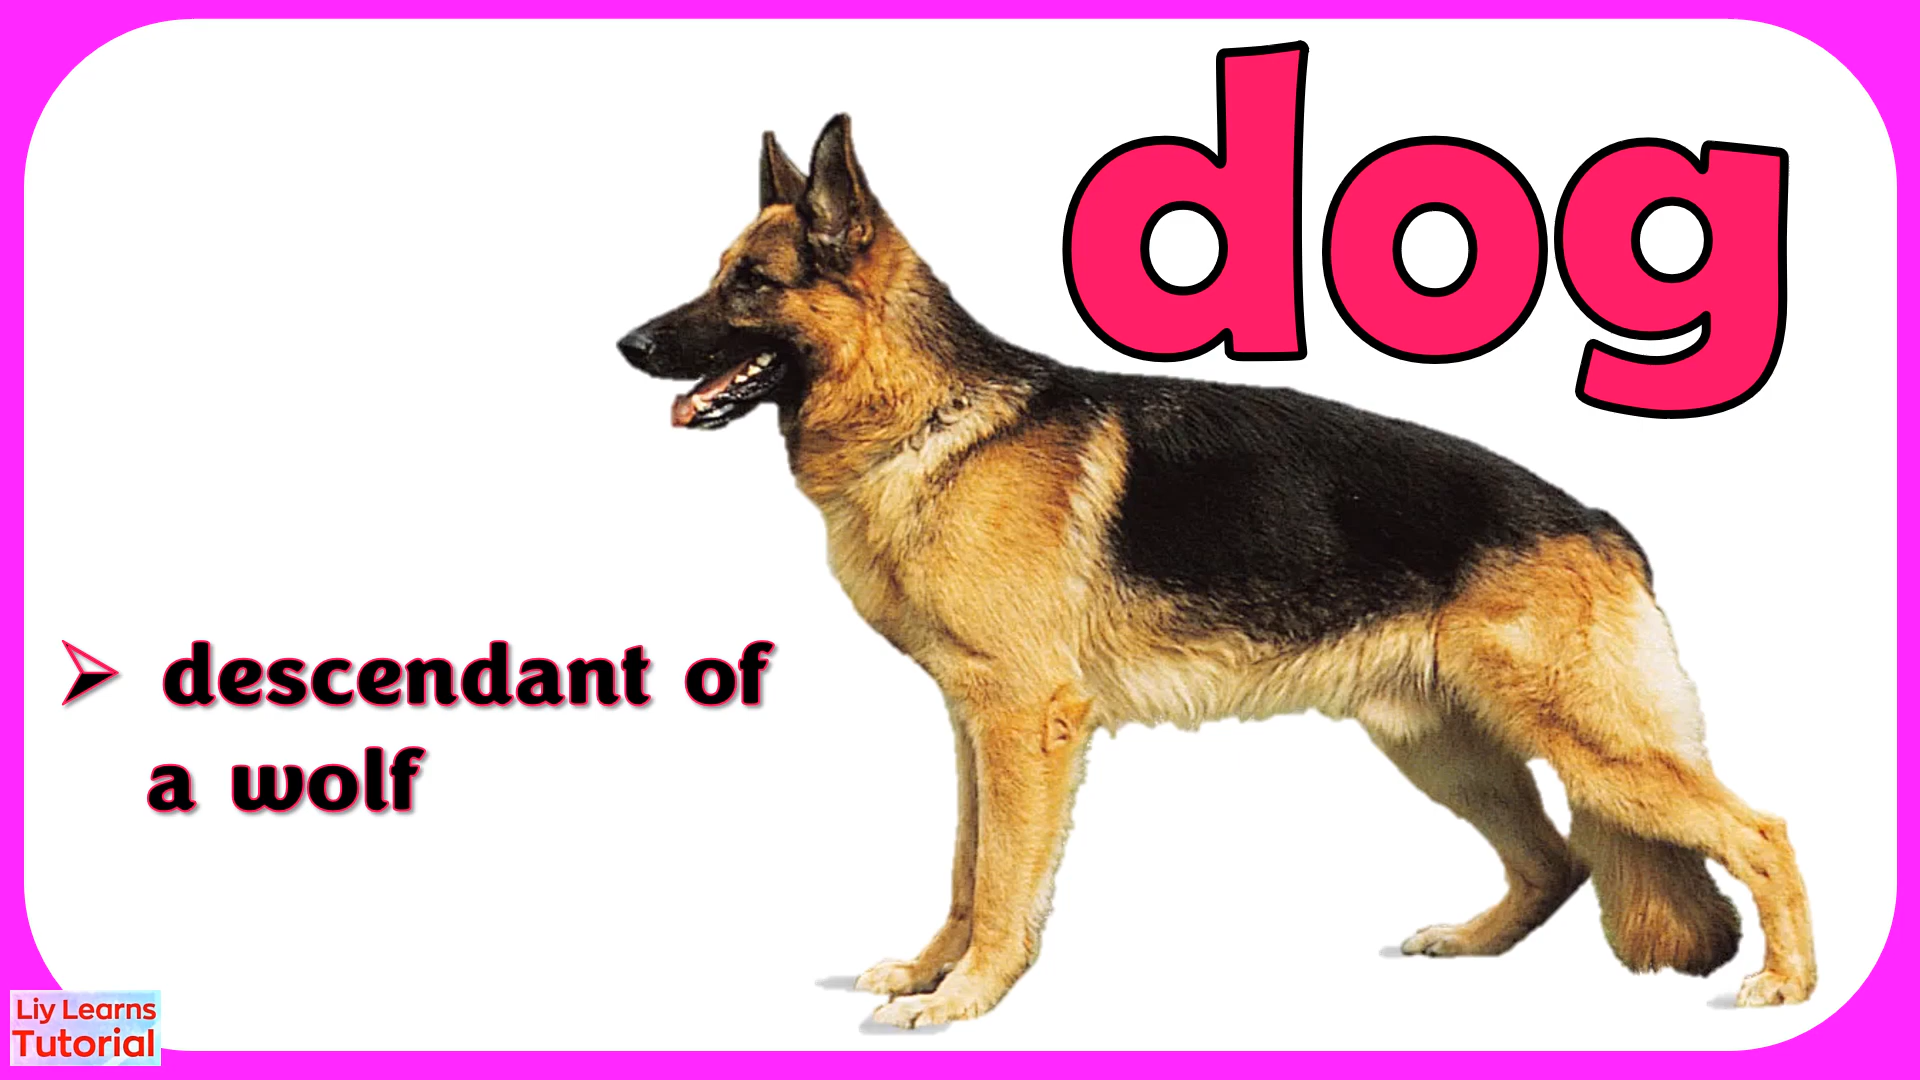 dog
➢ descendant of
a wolf
Liy Learns
Tutorial